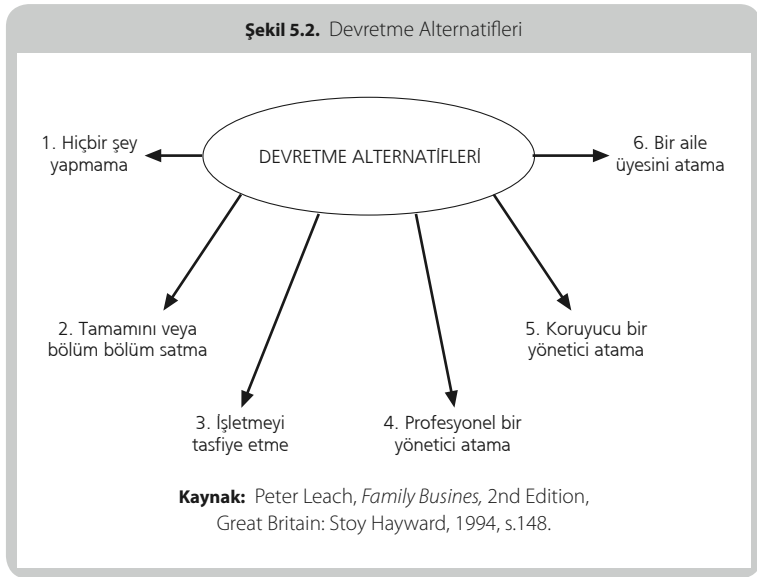 Şekil 5.2. Devretme Alternatifleri
DEVRETME ALTERNATİFLERİ
1. Hiçbir şey
yapmama
2. Tamamını veya
bölüm bölüm satma
3. İşletmeyi
tasfiye etme
4. Profesyonel bir
yönetici atama
5. Koruyucu bir
yönetici atama
6. Bir aile
üyesini atama
Kaynak: Peter Leach, Family Busines, 2nd Edition,
Great Britain: Stoy Hayward, 1994, s.148.